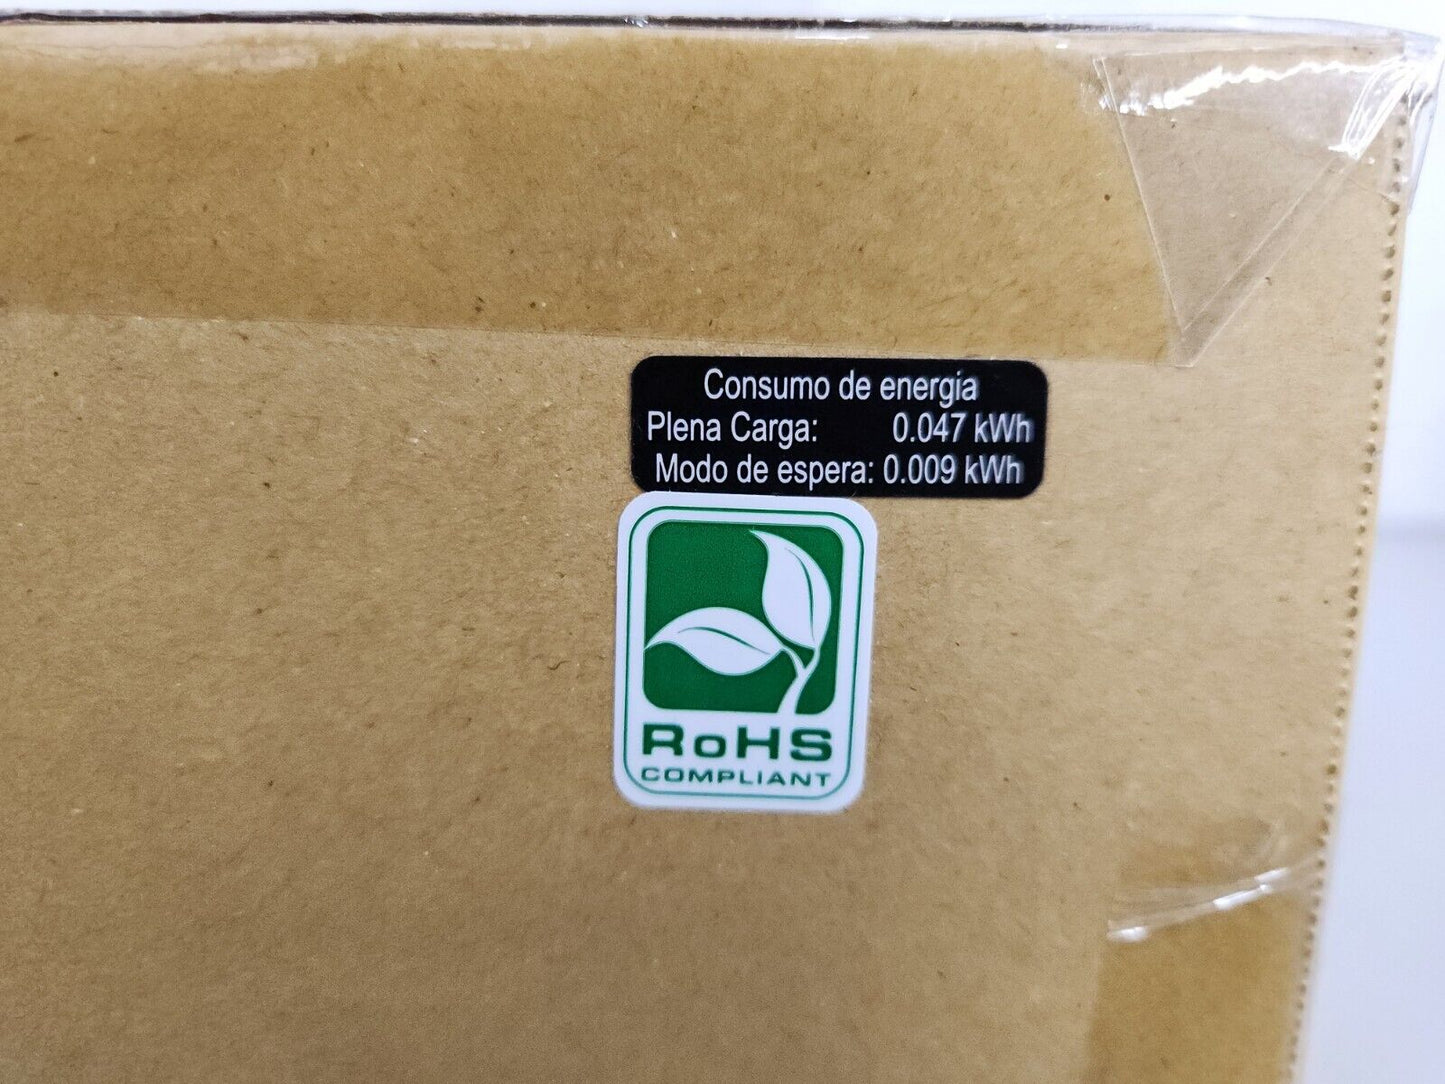 Consumo de energia
Plena Carga: 0.047 kWh
Modo de espera: 0.009 kWh
RoHS
COMPLIANT